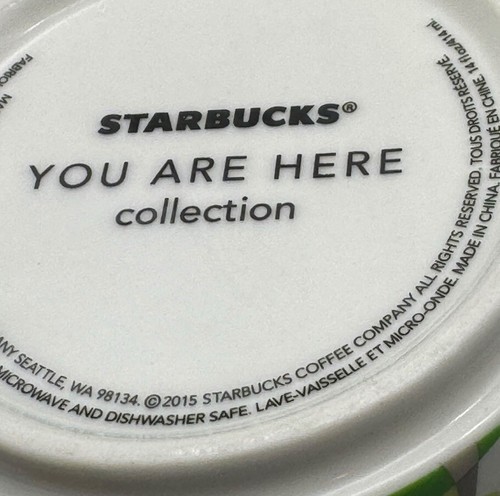 STARBUCKS®
YOU ARE HERE
collection
SEATTLE, WA 98134. ©2015 STARBUCKS COFFEE COMPANY ALL RIGHTS RESERVED. TOUS DROITS RÉSERVÉ.
MICROWAVE AND DISHWASHER SAFE. LAVE-VAISSELLE ET MICRO-ONDE. MADE IN CHINA. FABRIQUÉ EN CHINE. 14 fl oz/414 ml